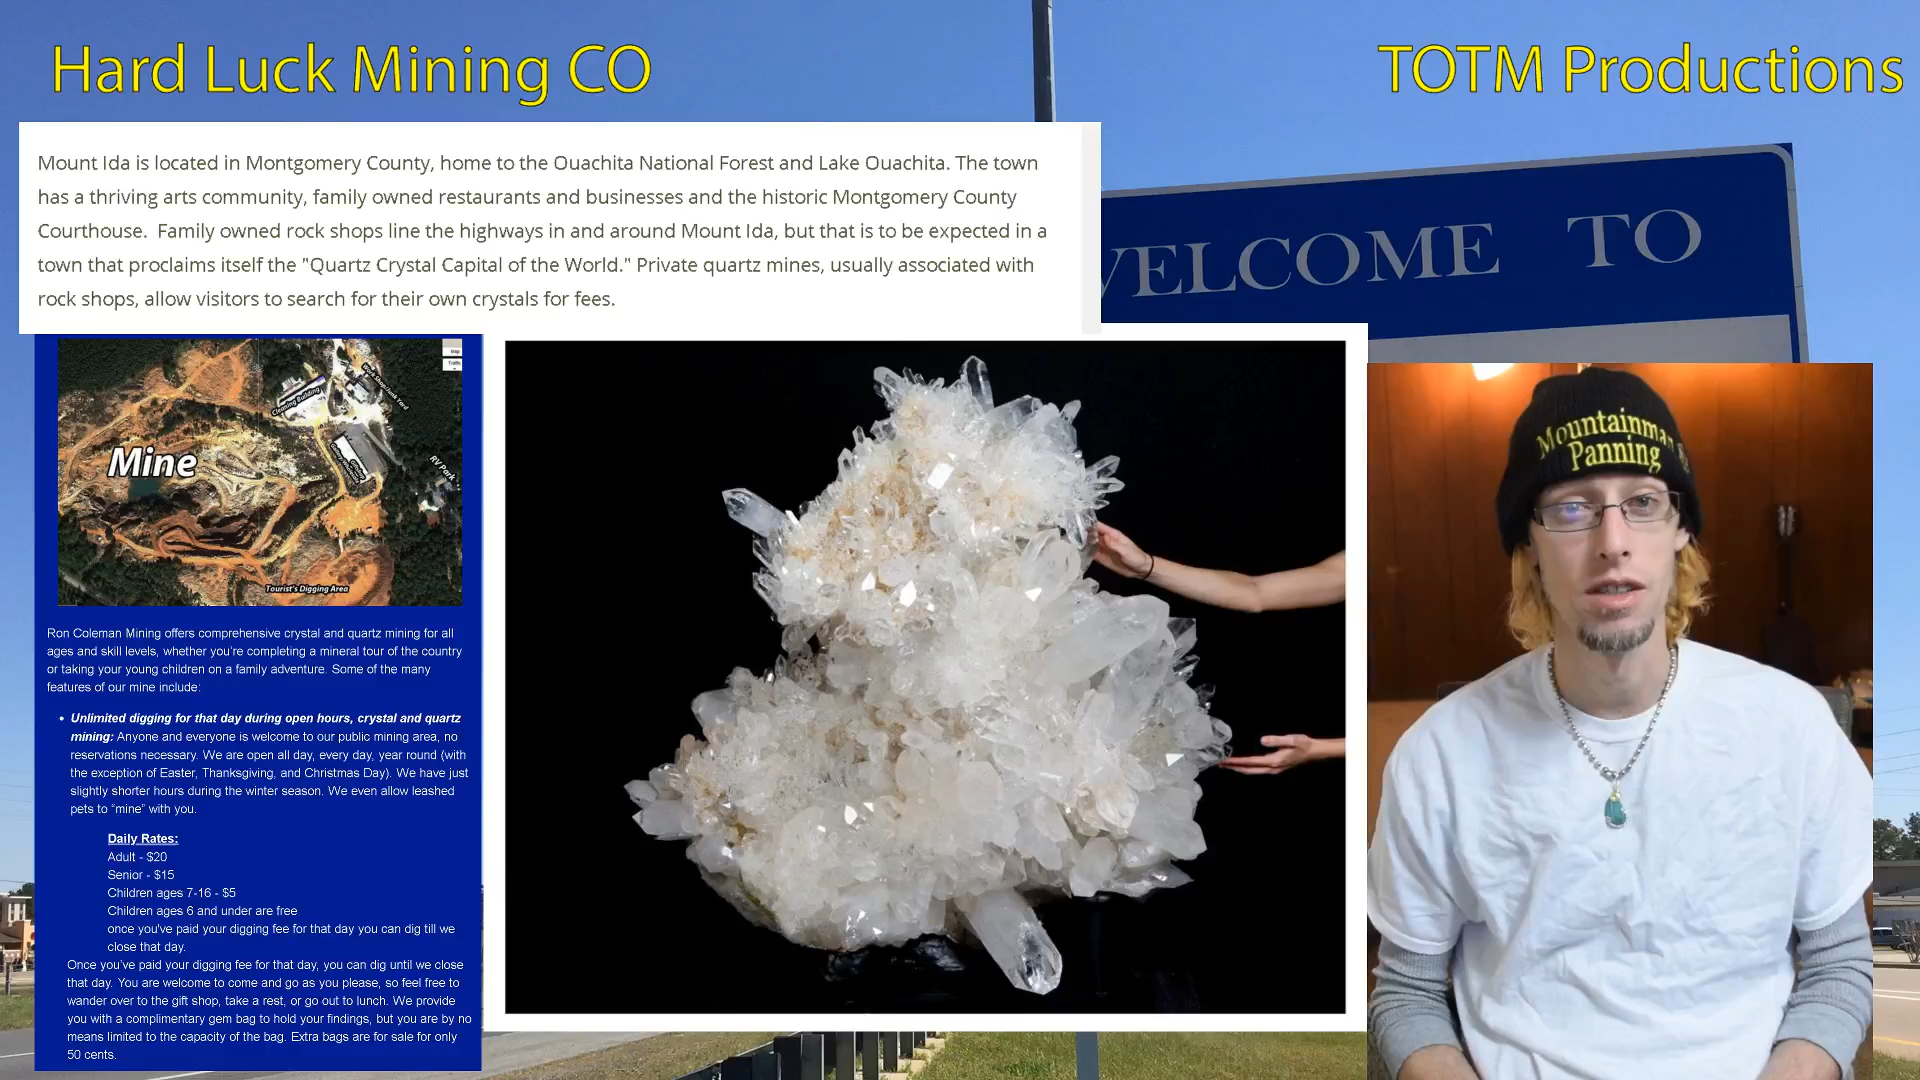 Hard Luck Mining CO
TOTM Productions
Mount Ida is located in Montgomery County, home to the Ouachita National Forest and Lake Ouachita. The town
has a thriving arts community, family owned restaurants and businesses and the historic Montgomery County
Courthouse.  Family owned rock shops line the highways in and around Mount Ida, but that is to be expected in a
town that proclaims itself the "Quartz Crystal Capital of the World." Private quartz mines, usually associated with
rock shops, allow visitors to search for their own crystals for fees.
WELCOME TO
Map
Cleaning Building
Mine
RV Park
Tourist's Digging Area
Mountainman
Panning
Ron Coleman Mining offers comprehensive crystal and quartz mining for all
ages and skill levels, whether you're completing a mineral tour of the country
or taking your young children on a family adventure. Some of the many
features of our mine include:
• Unlimited digging for that day during open hours, crystal and quartz
mining: Anyone and everyone is welcome to our public mining area, no
reservations necessary. We are open all day, every day, year round (with
the exception of Easter, Thanksgiving, and Christmas Day). We have just
slightly shorter hours during the winter season. We even allow leashed
pets to “mine” with you.
Daily Rates:
Adult - $20
Senior - $15
Children ages 7-16 - $5
Children ages 6 and under are free
once you've paid your digging fee for that day you can dig till we
close that day.
Once you've paid your digging fee for that day, you can dig until we close
that day. You are welcome to come and go as you please, so feel free to
wander over to the gift shop, take a rest, or go out to lunch. We provide
you with a complimentary gem bag to hold your findings, but you are by no
means limited to the capacity of the bag. Extra bags are for sale for only
50 cents.